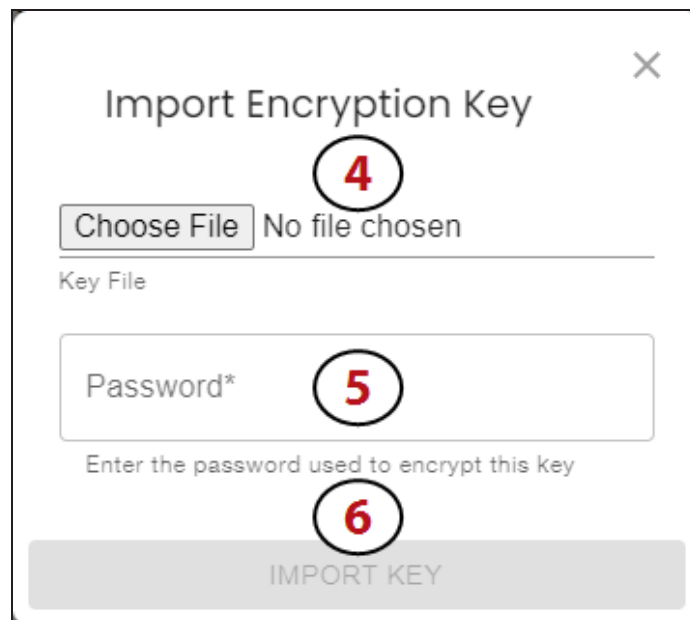 Import Encryption Key
4
Choose File No file chosen
Key File
Password* 5
Enter the password used to encrypt this key
6
IMPORT KEY